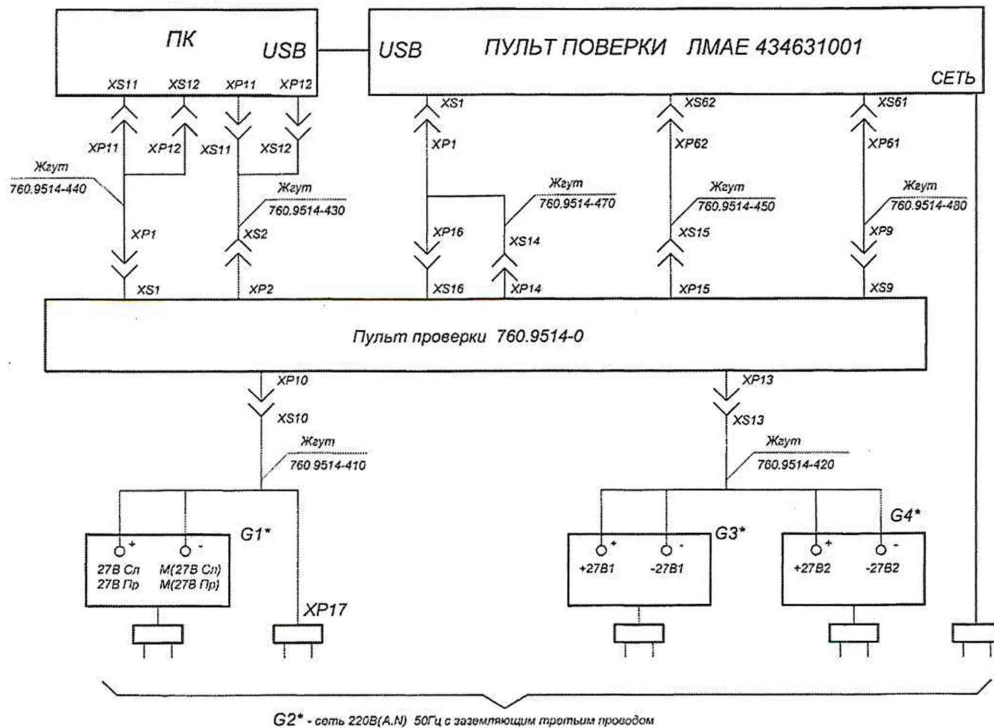 ПК
USB
USB
ПУЛЬТ ПОВЕРКИ ЛМАЕ 434631001
СЕТЬ
XS11 XS12 XP11 XP12
XS1 XS62 XS61
XP11 XP12 XS11 XS12
XP1 XP62 XP61
Жгут
760.9514-440
Жгут
760.9514-430
Жгут
760.9514-470
Жгут
760.9514-450
Жгут
760.9514-480
XP1 XS2 XP16 XS14 XS15 XP9
XS1 XP2 XS16 XP14 XP15 XS9
Пульт проверки 760.9514-0
XP10 XP13
XS10 XS13
Жгут
760.9514-410
Жгут
760.9514-420
G1*
+ -
27В Сл М(27В Сл)
27В Пр М(27В Пр)
XP17
G3*
+ -
+27В1 -27В1
G4*
+ -
+27В2 -27В2
G2* - сеть 220В(А,N) 50Гц с заземляющим третьим проводом